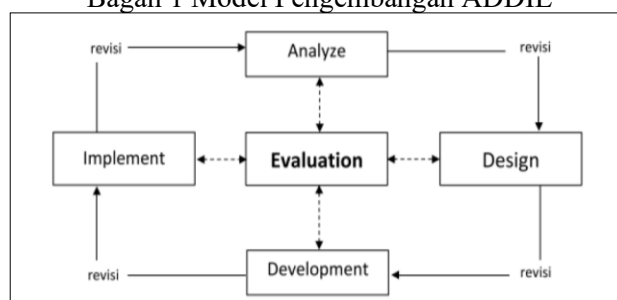 Bagan 1 Model Pengembangan ADDIE
revisi
Analyze
revisi
Implement
Evaluation
Design
revisi
Development
revisi